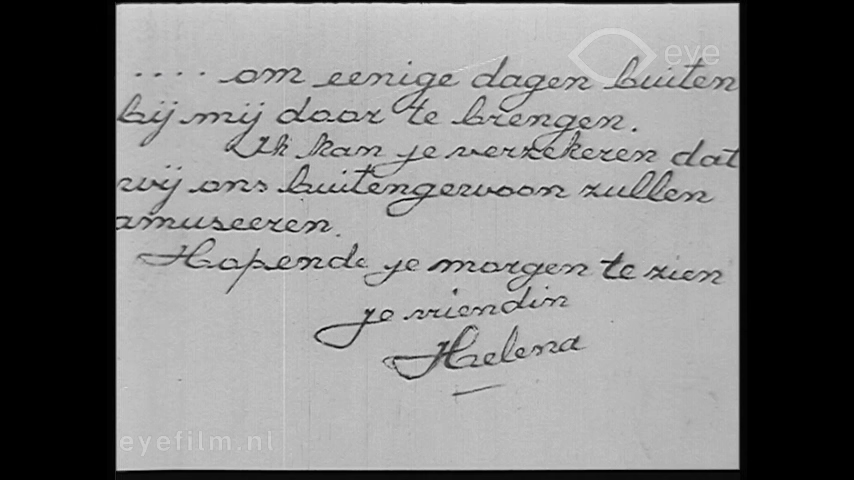 eye
.... om eenige dagen buiten
bij mij door te brengen.
Ik kan je verzekeren dat
wij ons buitengewoon zullen
amuseeren.
Hopende je morgen te zien
je vriendin
Helena
eyefilm.nl